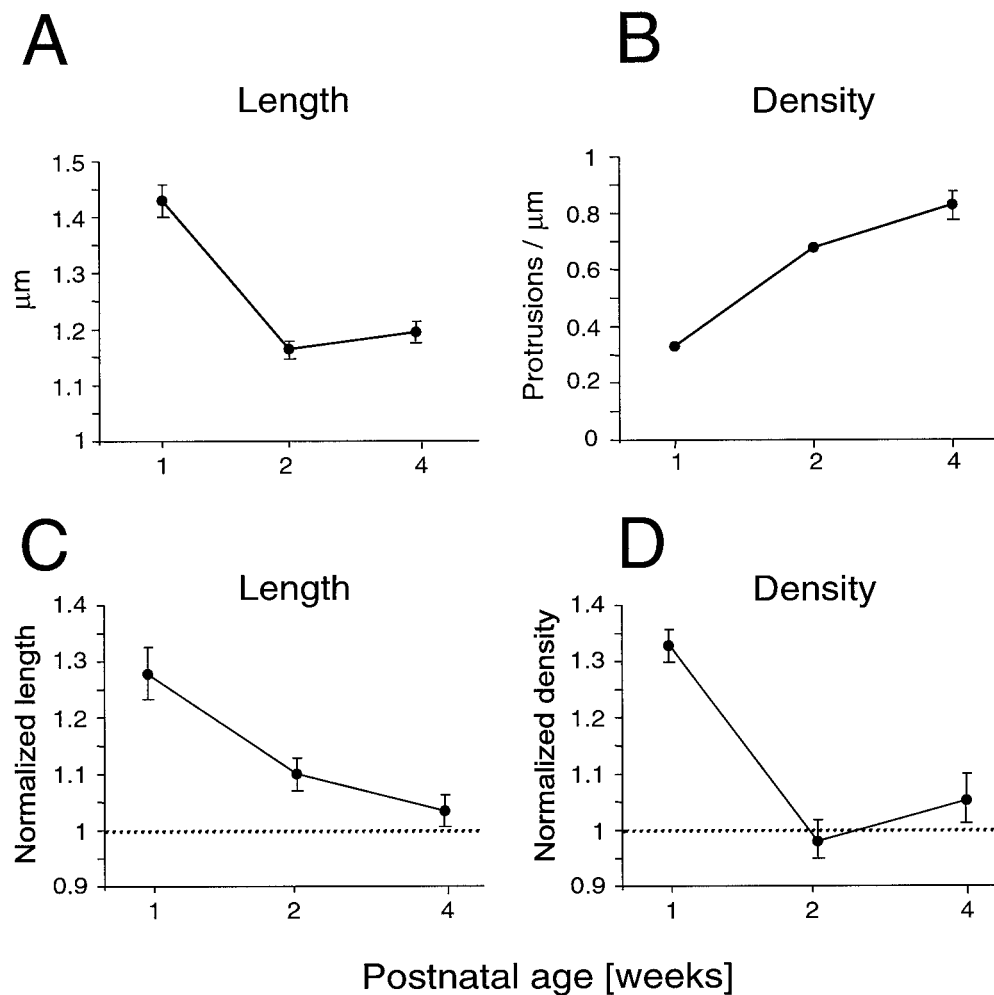 A
Length
μm
1.5
1.4
1.3
1.2
1.1
1
1 2 4
B
Density
Protrusions / μm
1
0.8
0.6
0.4
0.2
0
1 2 4
C
Length
Normalized length
1.4
1.3
1.2
1.1
1
0.9
1 2 4
D
Density
Normalized density
1.4
1.3
1.2
1.1
1
0.9
1 2 4
Postnatal age [weeks]